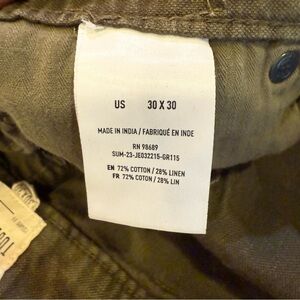 US 30 X 30
MADE IN INDIA / FABRIQUÉ EN INDE
RN 98689
SUM-23-JE032215-GR115
EN 72% COTTON / 28% LINEN
FR 72% COTON / 28% LIN